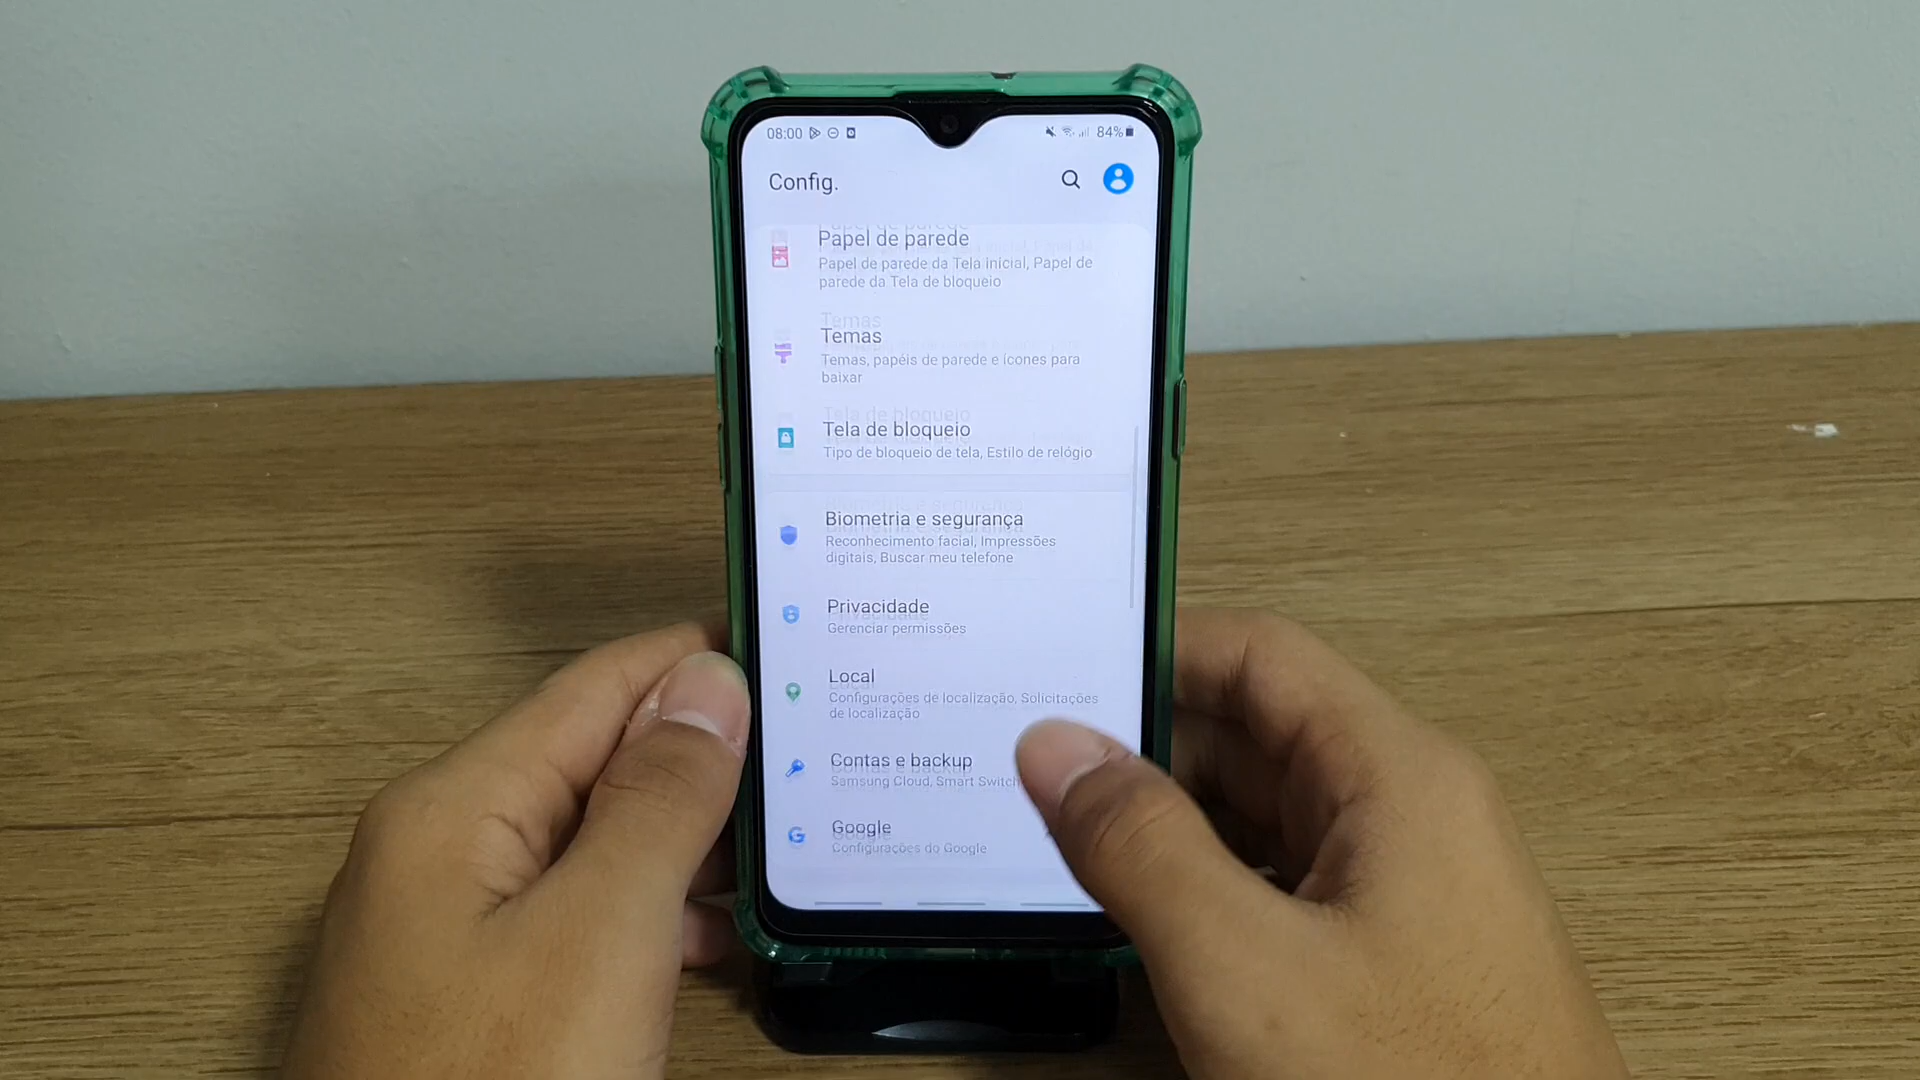 08:00
84%
Config.
Papel de parede
Papel de parede da Tela inicial, Papel de
parede da Tela de bloqueio
Temas
Temas, papéis de parede e ícones para
baixar
Tela de bloqueio
Tipo de bloqueio de tela, Estilo de relógio
Biometria e segurança
Reconhecimento facial, Impressões
digitais, Buscar meu telefone
Privacidade
Gerenciar permissões
Local
Configurações de localização, Solicitações
de localização
Contas e backup
Samsung Cloud, Smart Switch
Google
Configurações do Google